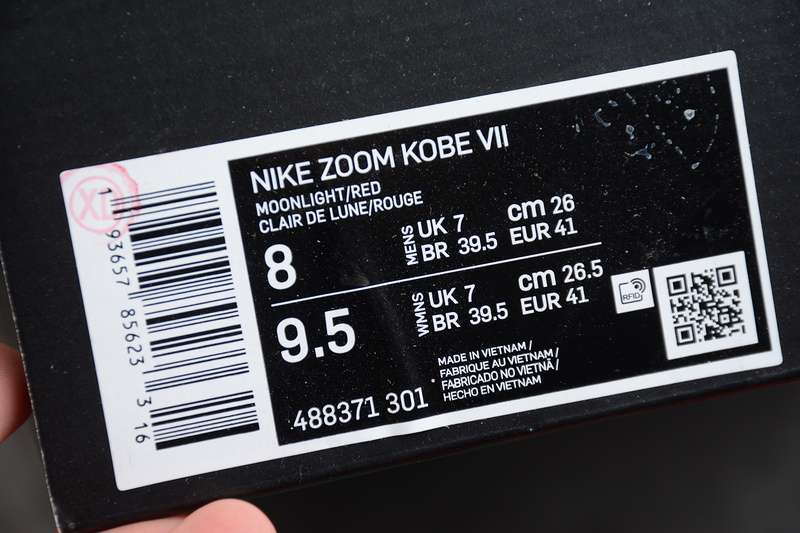 XL
1 93657 85623 3 16
NIKE ZOOM KOBE VII
MOONLIGHT/RED
CLAIR DE LUNE/ROUGE
8
MENS
UK 7 cm 26
BR 39.5 EUR 41
9.5
WMNS
UK 7 cm 26.5
BR 39.5 EUR 41
RFID
488371 301
MADE IN VIETNAM /
FABRIQUE AU VIETNAM /
FABRICADO NO VIETNÃ /
HECHO EN VIETNAM